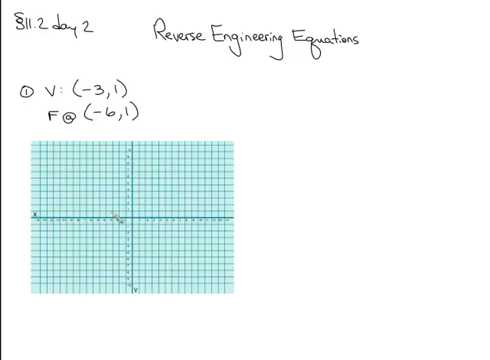 §11.2 day 2
Reverse Engineering Equations
① V: (-3,1)
F @ (-6,1)
X
Y